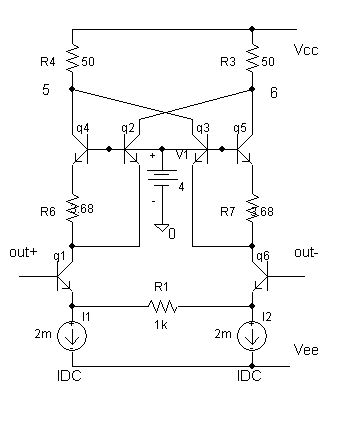 Vcc
R4 50
R3 50
5
6
q4
q2
q3
q5
+
V1
4
-
R6 .68
R7 .68
0
out+
q1
q6
out-
R1
1k
I1
I2
2m
2m
Vee
IDC
IDC